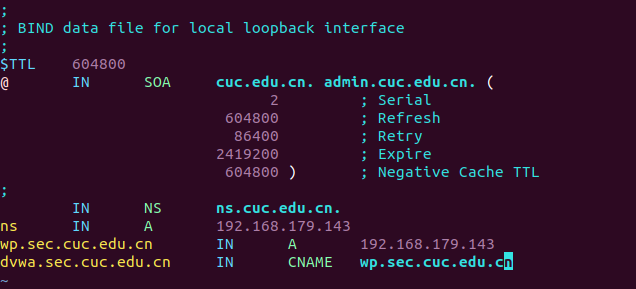 ;
; BIND data file for local loopback interface
;
$TTL    604800
@       IN      SOA     cuc.edu.cn. admin.cuc.edu.cn. (
                              2         ; Serial
                         604800         ; Refresh
                          86400         ; Retry
                        2419200         ; Expire
                         604800 )       ; Negative Cache TTL
;
        IN      NS      ns.cuc.edu.cn.
ns      IN      A       192.168.179.143
wp.sec.cuc.edu.cn       IN      A       192.168.179.143
dvwa.sec.cuc.edu.cn     IN      CNAME   wp.sec.cuc.edu.cn
~